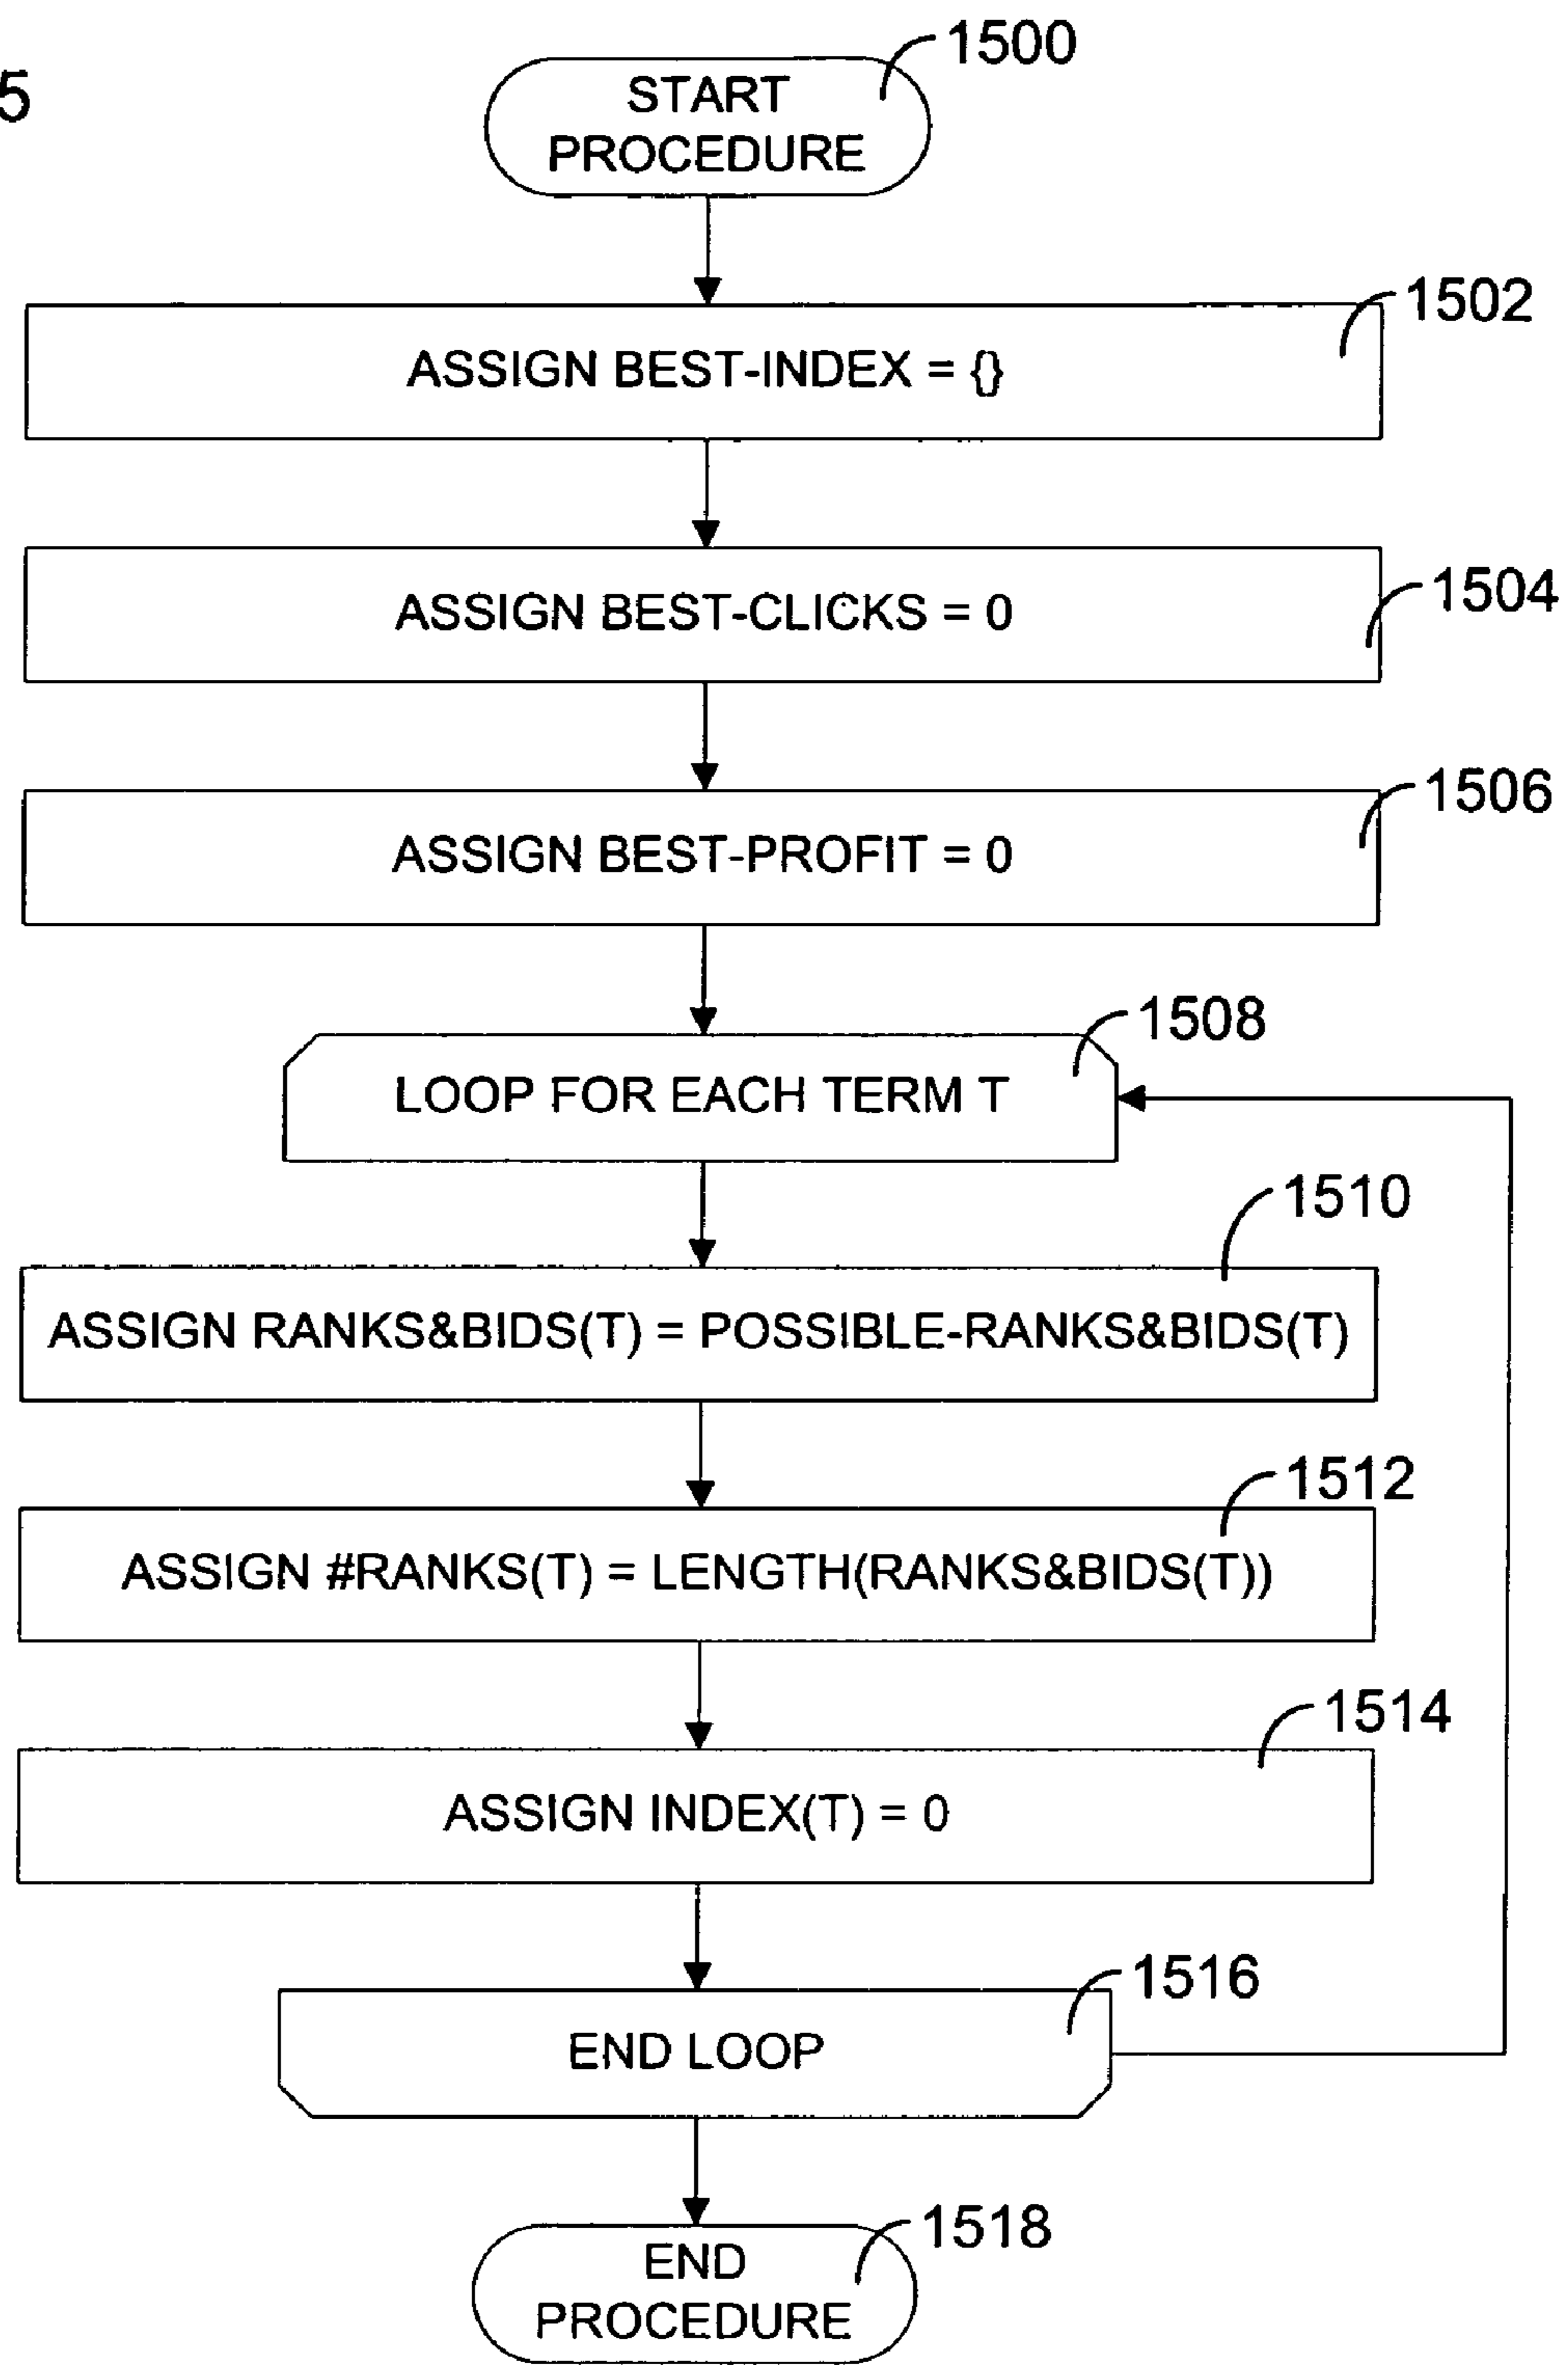 5
1500
START
PROCEDURE
1502
ASSIGN BEST-INDEX = {}
1504
ASSIGN BEST-CLICKS = 0
1506
ASSIGN BEST-PROFIT = 0
1508
LOOP FOR EACH TERM T
1510
ASSIGN RANKS&BIDS(T) = POSSIBLE-RANKS&BIDS(T)
1512
ASSIGN #RANKS(T) = LENGTH(RANKS&BIDS(T))
1514
ASSIGN INDEX(T) = 0
1516
END LOOP
1518
END
PROCEDURE